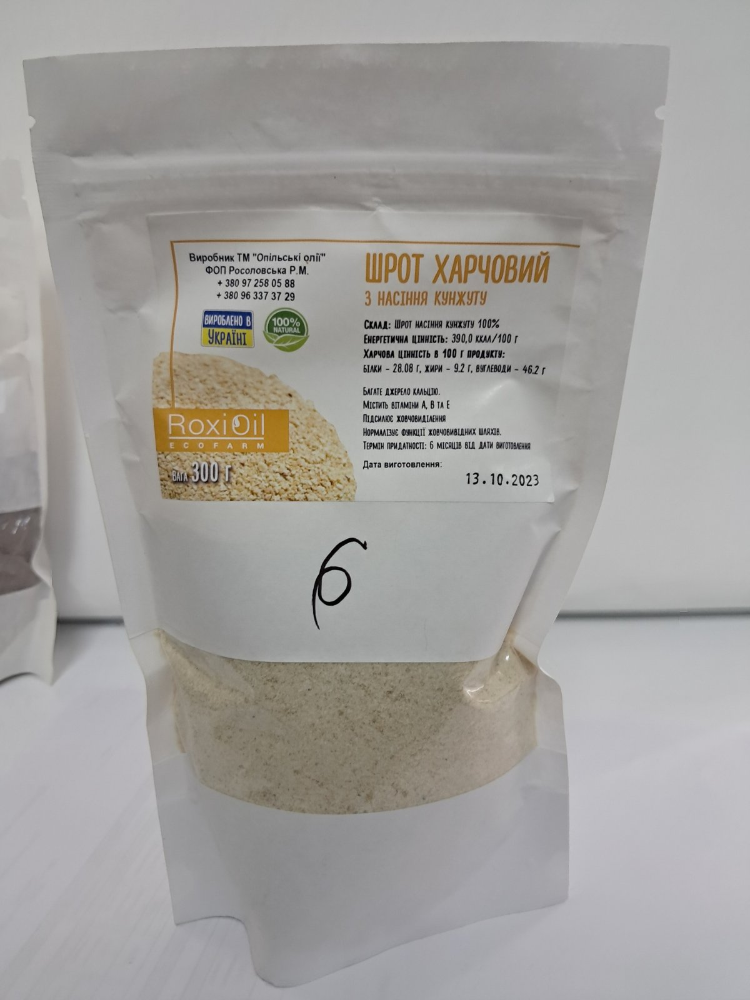 Виробник ТМ "Опільські олії"
ФОП Росоловська Р.М.
+ 380 97 258 05 88
+ 380 96 337 37 29
ВИРОБЛЕНО В
УКРАЇНІ
100%
NATURAL
RoxiOil
ECOFARM
ВАГА 300 г
ШРОТ ХАРЧОВИЙ
З НАСІННЯ КУНЖУТУ
СКЛАД: ШРОТ НАСІННЯ КУНЖУТУ 100%
ЕНЕРГЕТИЧНА ЦІННІСТЬ: 390,0 ККАЛ/100 Г
ХАРЧОВА ЦІННІСТЬ В 100 Г ПРОДУКТУ:
БІЛКИ - 28.08 Г, ЖИРИ - 9.2 Г, ВУГЛЕВОДИ - 46.2 Г
БАГАТЕ ДЖЕРЕЛО КАЛЬЦІЮ.
МІСТИТЬ ВІТАМІНИ А, В ТА Е
ПІДСИЛЮЄ ЖОВЧОВИДІЛЕННЯ
НОРМАЛІЗУЄ ФУНКЦІЇ ЖОВЧОВИВІДНИХ ШЛЯХІВ.
ТЕРМІН ПРИДАТНОСТІ: 6 МІСЯЦІВ ВІД ДАТИ ВИГОТОВЛЕННЯ
Дата виготовлення:
13.10.2023
6